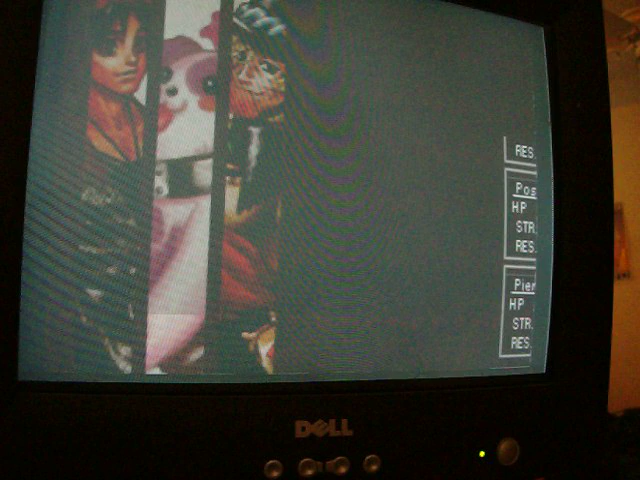 RES.
Pos
HP
STR.
RES.
Pier
HP
STR.
RES.
DELL